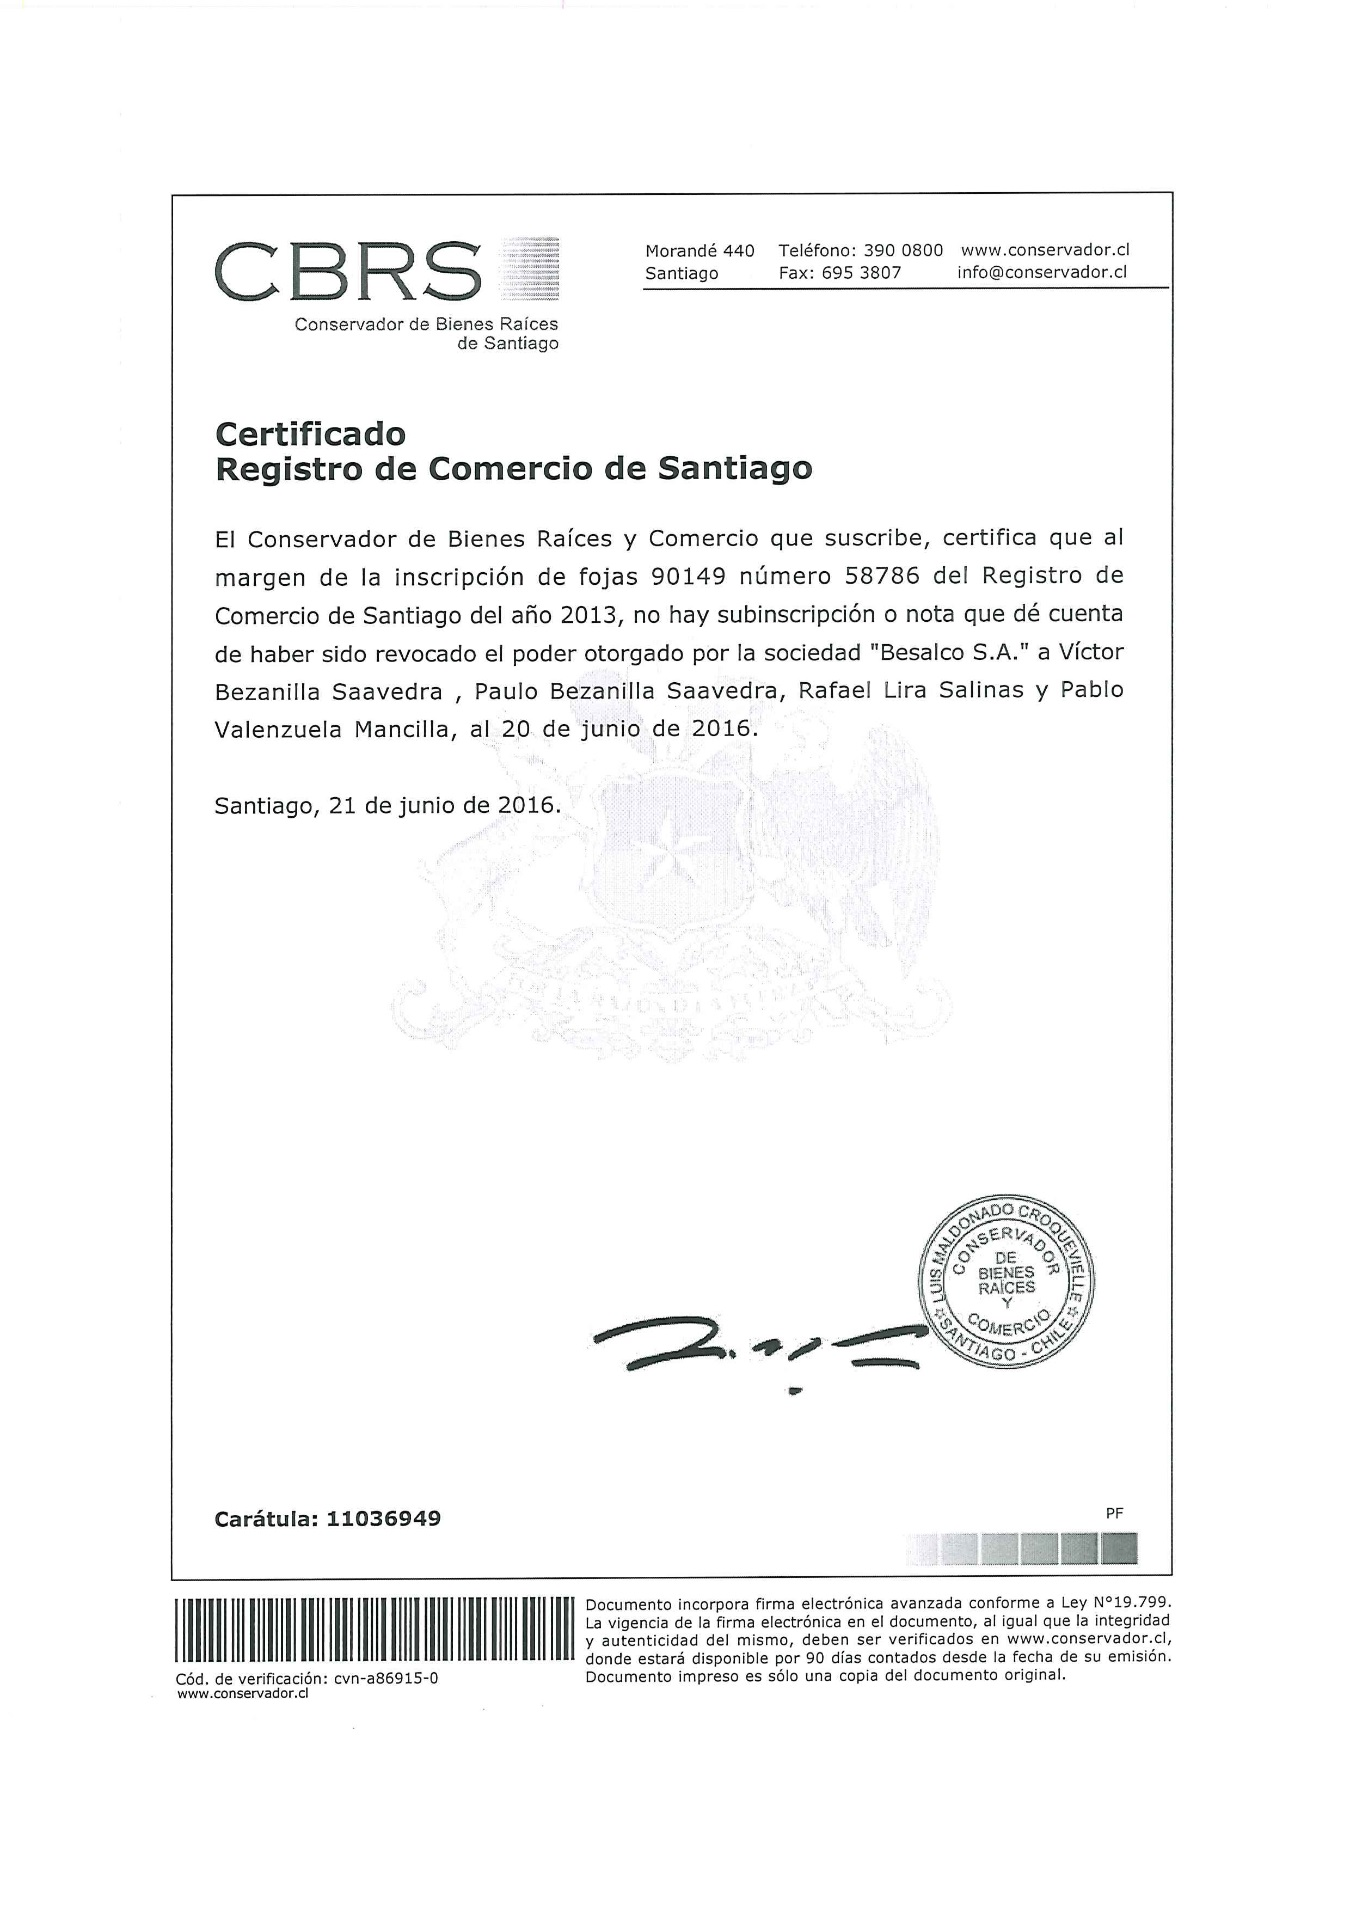 CBRS
Conservador de Bienes Raíces
de Santiago
Morandé 440 Teléfono: 390 0800 www.conservador.cl
Santiago Fax: 695 3807 info@conservador.cl
Certificado
Registro de Comercio de Santiago
El Conservador de Bienes Raíces y Comercio que suscribe, certifica que al
margen de la inscripción de fojas 90149 número 58786 del Registro de
Comercio de Santiago del año 2013, no hay subinscripción o nota que dé cuenta
de haber sido revocado el poder otorgado por la sociedad "Besalco S.A." a Víctor
Bezanilla Saavedra , Paulo Bezanilla Saavedra, Rafael Lira Salinas y Pablo
Valenzuela Mancilla, al 20 de junio de 2016.
Santiago, 21 de junio de 2016.
LUIS MALDONADO CROQUEVIELLE
CONSERVADOR
DE
BIENES
RAÍCES
Y
COMERCIO
SANTIAGO - CHILE
Carátula: 11036949
PF
Documento incorpora firma electrónica avanzada conforme a Ley N°19.799.
La vigencia de la firma electrónica en el documento, al igual que la integridad
y autenticidad del mismo, deben ser verificados en www.conservador.cl,
donde estará disponible por 90 días contados desde la fecha de su emisión.
Documento impreso es sólo una copia del documento original.
Cód. de verificación: cvn-a86915-0
www.conservador.cl